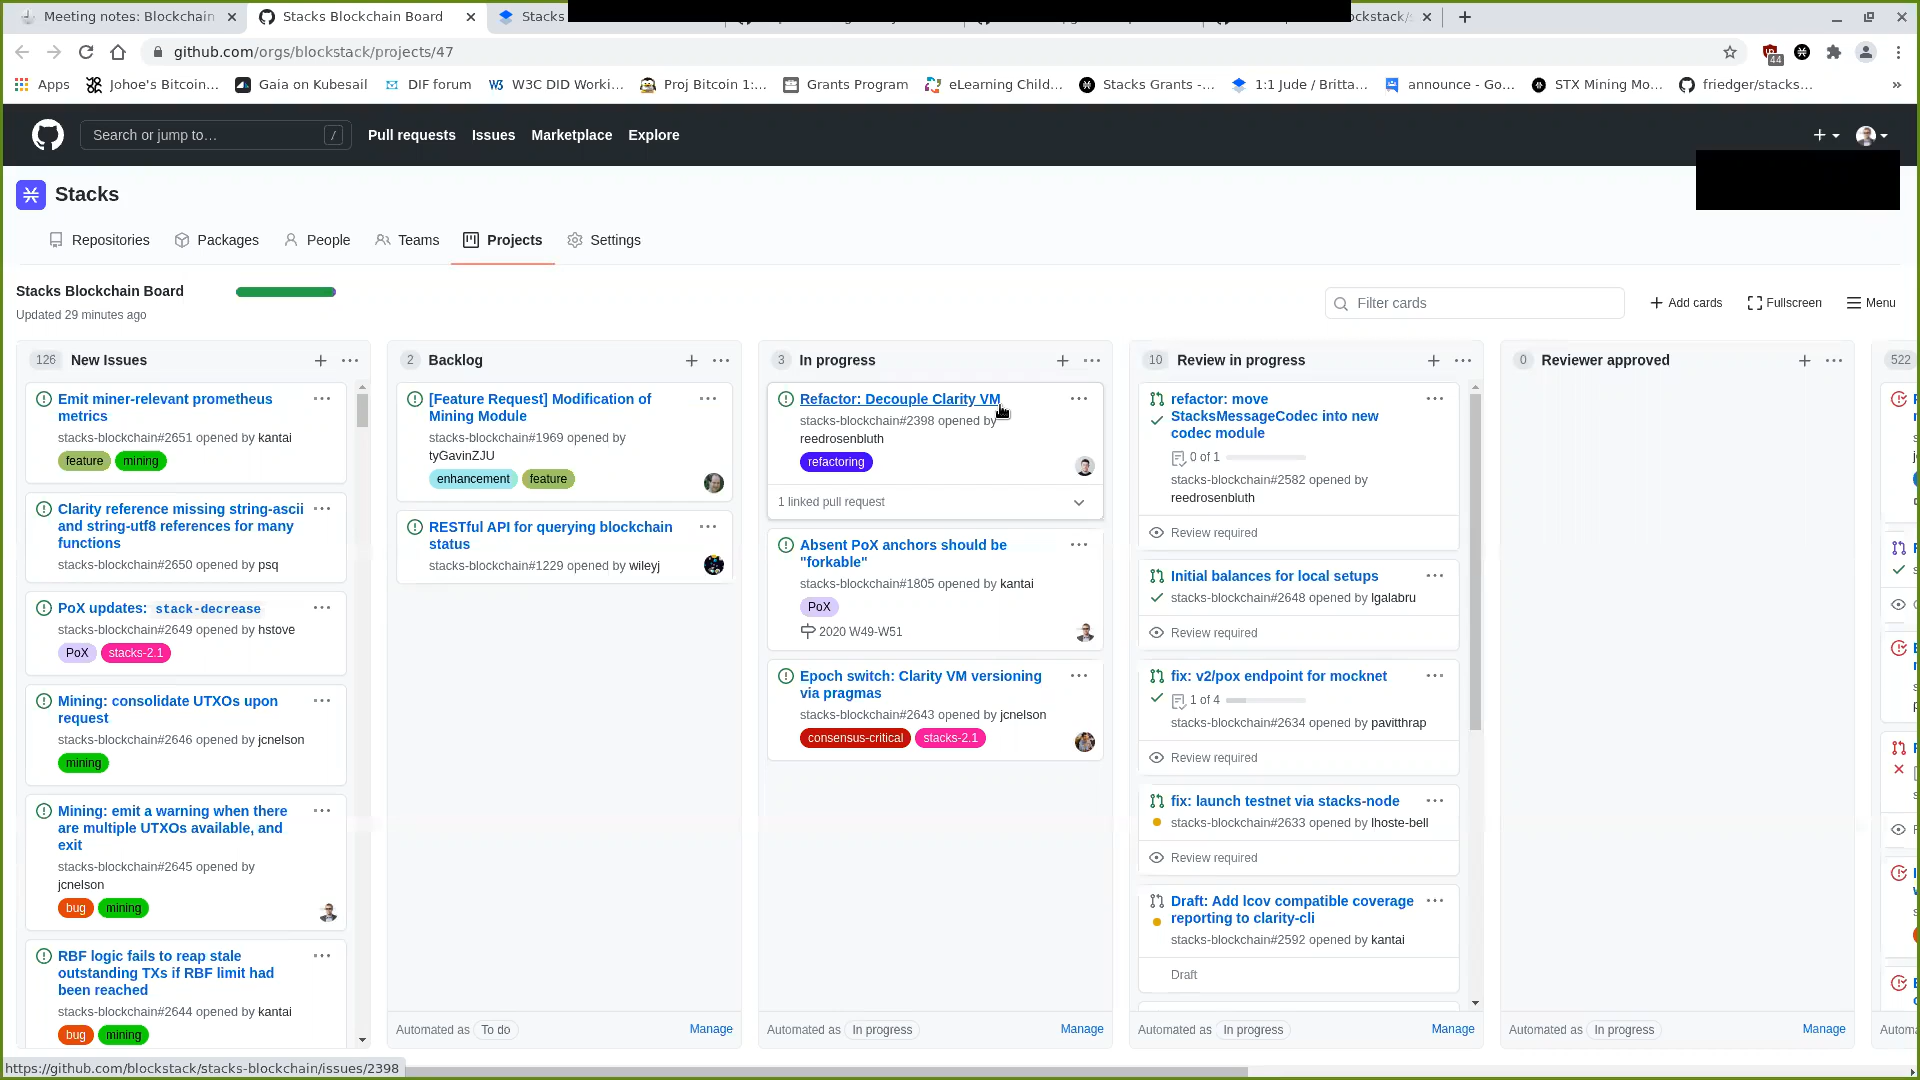 Meeting notes: Blockchain
Stacks Blockchain Board
Stacks
ockstack/
github.com/orgs/blockstack/projects/47
44
Apps
Johoe's Bitcoin...
Gaia on Kubesail
DIF forum
W3C DID Worki...
Proj Bitcoin 1:...
Grants Program
eLearning Child...
Stacks Grants -...
1:1 Jude / Britta...
announce - Go...
STX Mining Mo...
friedger/stacks...
»
Search or jump to…
/
Pull requests
Issues
Marketplace
Explore
Stacks
Repositories
Packages
People
Teams
Projects
Settings
Stacks Blockchain Board
Updated 29 minutes ago
Filter cards
Add cards
Fullscreen
Menu
126 New Issues
Emit miner-relevant prometheus
metrics
stacks-blockchain#2651 opened by kantai
feature mining
Clarity reference missing string-ascii
and string-utf8 references for many
functions
stacks-blockchain#2650 opened by psq
PoX updates: stack-decrease
stacks-blockchain#2649 opened by hstove
PoX stacks-2.1
Mining: consolidate UTXOs upon
request
stacks-blockchain#2646 opened by jcnelson
mining
Mining: emit a warning when there
are multiple UTXOs available, and
exit
stacks-blockchain#2645 opened by
jcnelson
bug mining
RBF logic fails to reap stale
outstanding TXs if RBF limit had
been reached
stacks-blockchain#2644 opened by kantai
bug mining
2 Backlog
[Feature Request] Modification of
Mining Module
stacks-blockchain#1969 opened by
tyGavinZJU
enhancement feature
RESTful API for querying blockchain
status
stacks-blockchain#1229 opened by wileyj
Automated as To do
Manage
3 In progress
Refactor: Decouple Clarity VM
stacks-blockchain#2398 opened by
reedrosenbluth
refactoring
1 linked pull request
Absent PoX anchors should be
"forkable"
stacks-blockchain#1805 opened by kantai
PoX
2020 W49-W51
Epoch switch: Clarity VM versioning
via pragmas
stacks-blockchain#2643 opened by jcnelson
consensus-critical stacks-2.1
Automated as In progress
Manage
10 Review in progress
refactor: move
StacksMessageCodec into new
codec module
0 of 1
stacks-blockchain#2582 opened by
reedrosenbluth
Review required
Initial balances for local setups
stacks-blockchain#2648 opened by lgalabru
Review required
fix: v2/pox endpoint for mocknet
1 of 4
stacks-blockchain#2634 opened by pavitthrap
Review required
fix: launch testnet via stacks-node
stacks-blockchain#2633 opened by lhoste-bell
Review required
Draft: Add lcov compatible coverage
reporting to clarity-cli
stacks-blockchain#2592 opened by kantai
Draft
Automated as In progress
Manage
0 Reviewer approved
Automated as In progress
Manage
522
Automa
https://github.com/blockstack/stacks-blockchain/issues/2398